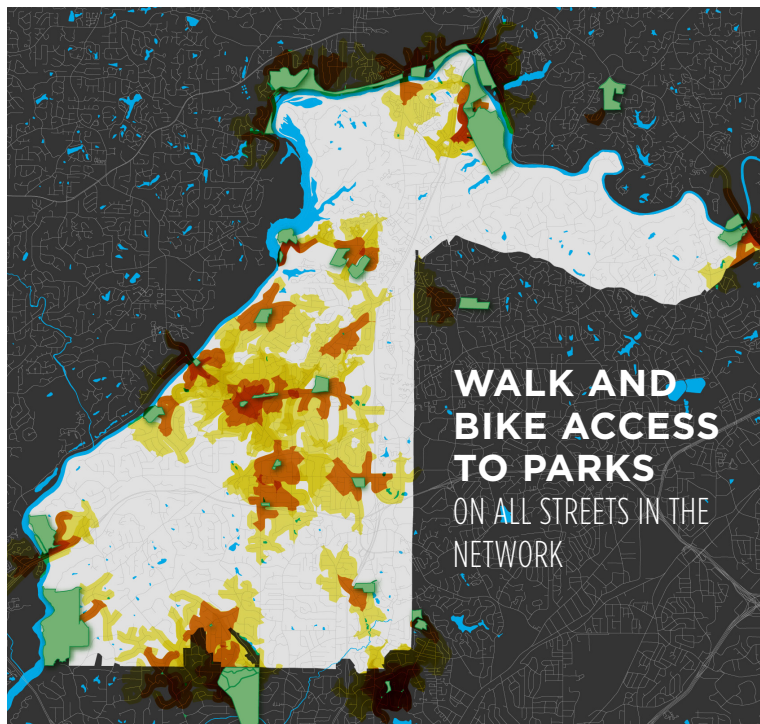 WALK AND
BIKE ACCESS
TO PARKS
ON ALL STREETS IN THE
NETWORK